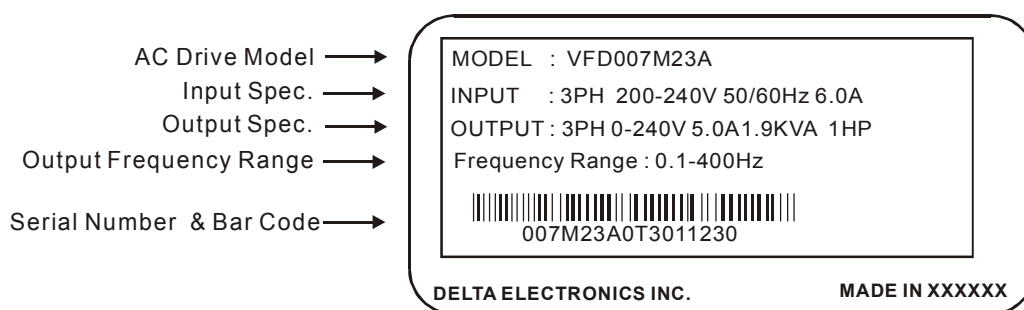 AC Drive Model
MODEL : VFD007M23A
Input Spec.
INPUT : 3PH 200-240V 50/60Hz 6.0A
Output Spec.
OUTPUT : 3PH 0-240V 5.0A1.9KVA 1HP
Output Frequency Range
Frequency Range : 0.1-400Hz
Serial Number & Bar Code
007M23A0T3011230
DELTA ELECTRONICS INC. MADE IN XXXXXX